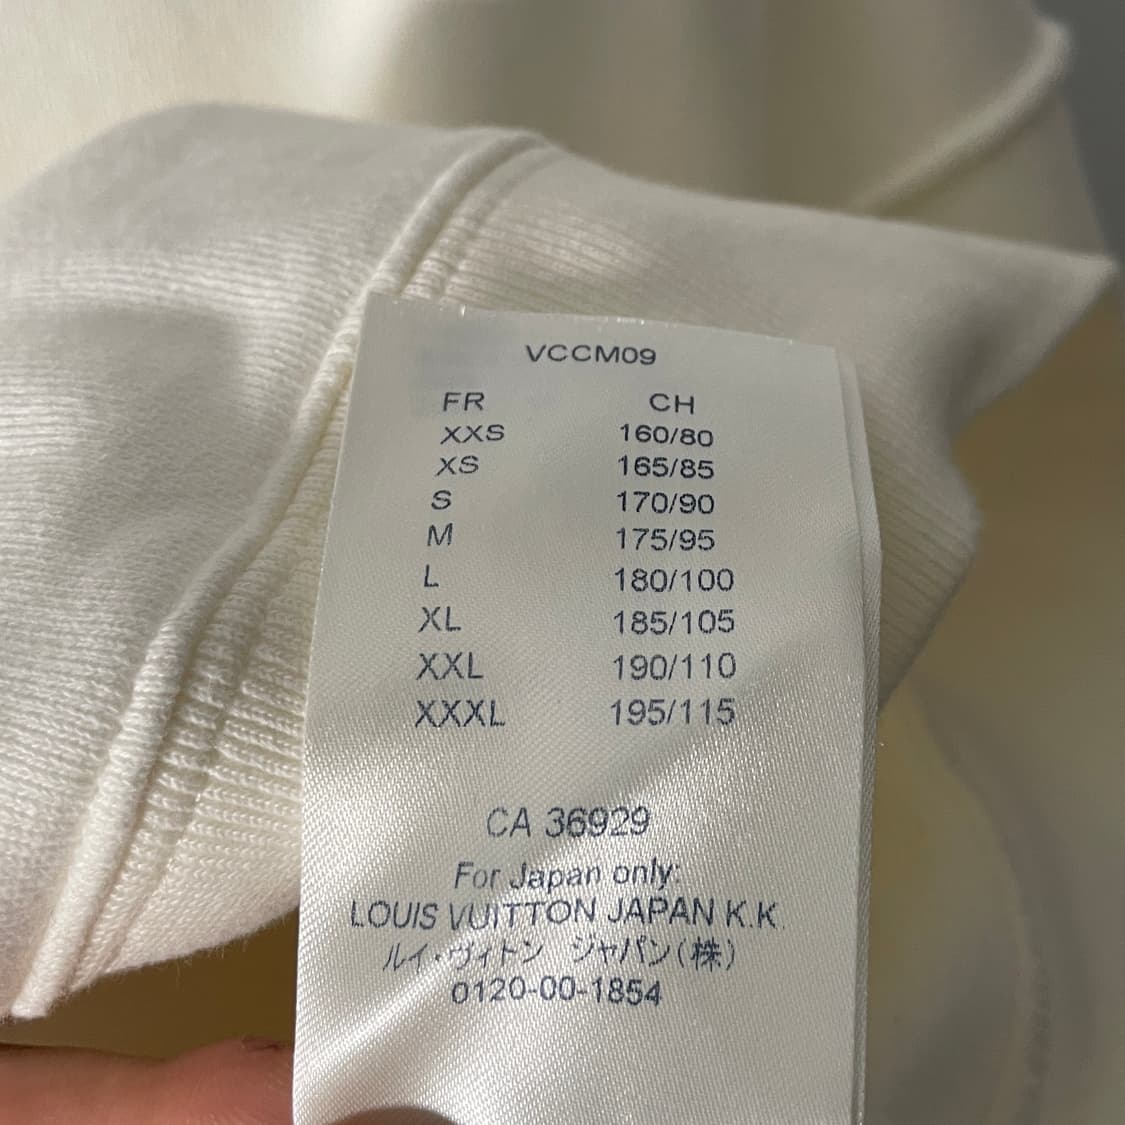 VCCM09
FR CH
XXS 160/80
XS 165/85
S 170/90
M 175/95
L 180/100
XL 185/105
XXL 190/110
XXXL 195/115
CA 36929
For Japan only:
LOUIS VUITTON JAPAN K.K.
ルイ・ヴィトン ジャパン(株)
0120-00-1854